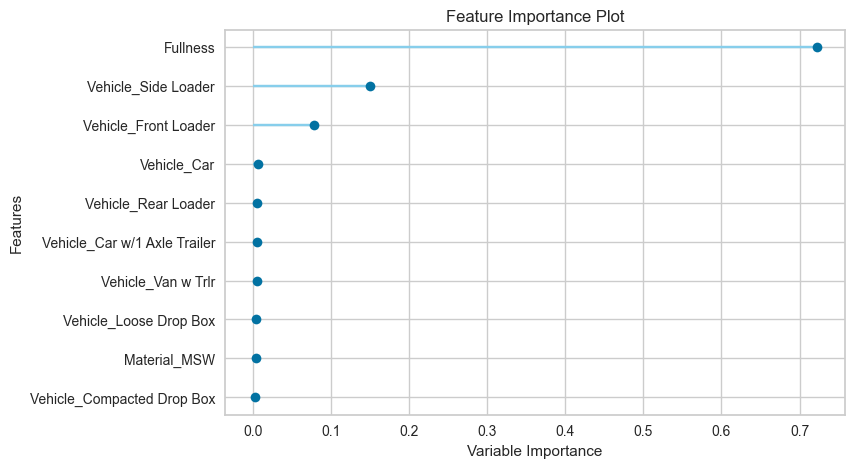 Feature Importance Plot
Features
Fullness
Vehicle_Side Loader
Vehicle_Front Loader
Vehicle_Car
Vehicle_Rear Loader
Vehicle_Car w/1 Axle Trailer
Vehicle_Van w Trlr
Vehicle_Loose Drop Box
Material_MSW
Vehicle_Compacted Drop Box
0.0 0.1 0.2 0.3 0.4 0.5 0.6 0.7
Variable Importance